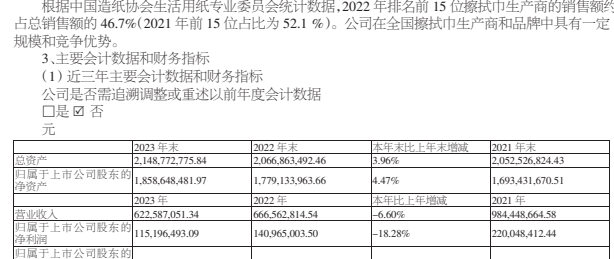 根据中国造纸协会生活用纸专业委员会统计数据,2022 年排名前 15 位擦拭巾生产商的销售额约
占总销售额的 46.7%(2021 年前 15 位占比为 52.1 %)。公司在全国擦拭巾生产商和品牌中具有一定
规模和竞争优势。
3、主要会计数据和财务指标
(1) 近三年主要会计数据和财务指标
公司是否需追溯调整或重述以前年度会计数据
□是 ☑ 否
元
2023 年末 2022 年末 本年末比上年末增减 2021 年末
总资产 2,148,772,775.84 2,066,863,492.46 3.96% 2,052,526,824.43
归属于上市公司股东的
净资产 1,858,648,481.97 1,779,133,963.66 4.47% 1,693,431,670.51
2023 年 2022 年 本年比上年增减 2021 年
营业收入 622,587,051.34 666,562,814.54 -6.60% 984,448,664.58
归属于上市公司股东的
净利润 115,196,493.09 140,965,003.50 -18.28% 220,048,412.44
归属于上市公司股东的